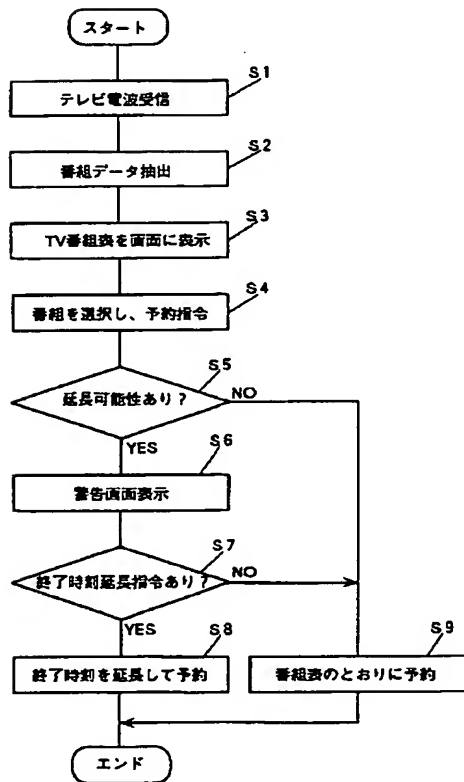 スタート
S1
テレビ電波受信
S2
番組データ抽出
S3
TV番組表を画面に表示
S4
番組を選択し、予約指令
S5
延長可能性あり？
NO
YES
S6
警告画面表示
S7
終了時刻延長指令あり？
NO
YES
S8
終了時刻を延長して予約
S9
番組表のとおりに予約
エンド